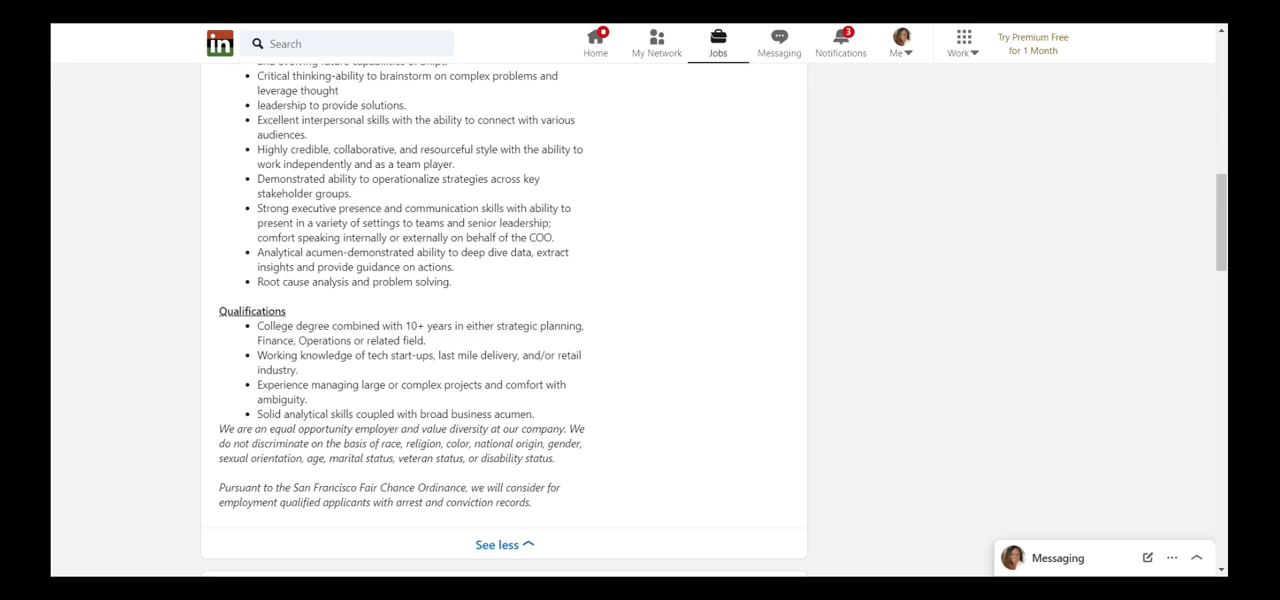 in
Search
Home
My Network
Jobs
Messaging
3
Notifications
Me
Work
Try Premium Free
for 1 Month
Critical thinking-ability to brainstorm on complex problems and
leverage thought
leadership to provide solutions.
Excellent interpersonal skills with the ability to connect with various
audiences.
Highly credible, collaborative, and resourceful style with the ability to
work independently and as a team player.
Demonstrated ability to operationalize strategies across key
stakeholder groups.
Strong executive presence and communication skills with ability to
present in a variety of settings to teams and senior leadership;
comfort speaking internally or externally on behalf of the COO.
Analytical acumen-demonstrated ability to deep dive data, extract
insights and provide guidance on actions.
Root cause analysis and problem solving.
Qualifications
College degree combined with 10+ years in either strategic planning,
Finance, Operations or related field.
Working knowledge of tech start-ups, last mile delivery, and/or retail
industry.
Experience managing large or complex projects and comfort with
ambiguity.
Solid analytical skills coupled with broad business acumen.
We are an equal opportunity employer and value diversity at our company. We
do not discriminate on the basis of race, religion, color, national origin, gender,
sexual orientation, age, marital status, veteran status, or disability status.
Pursuant to the San Francisco Fair Chance Ordinance, we will consider for
employment qualified applicants with arrest and conviction records.
See less
Messaging